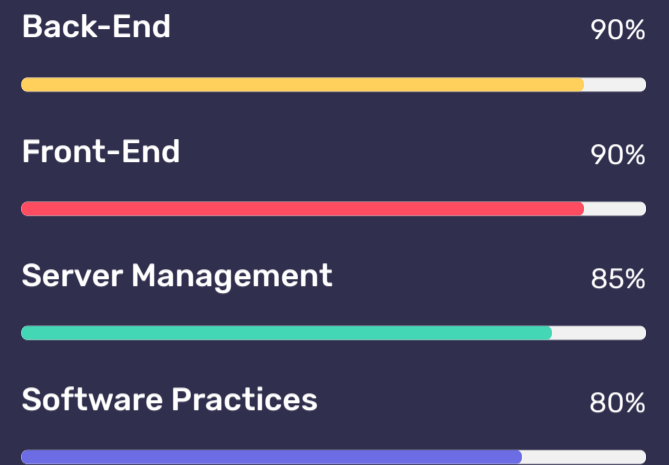 Back-End 90%
Front-End 90%
Server Management 85%
Software Practices 80%